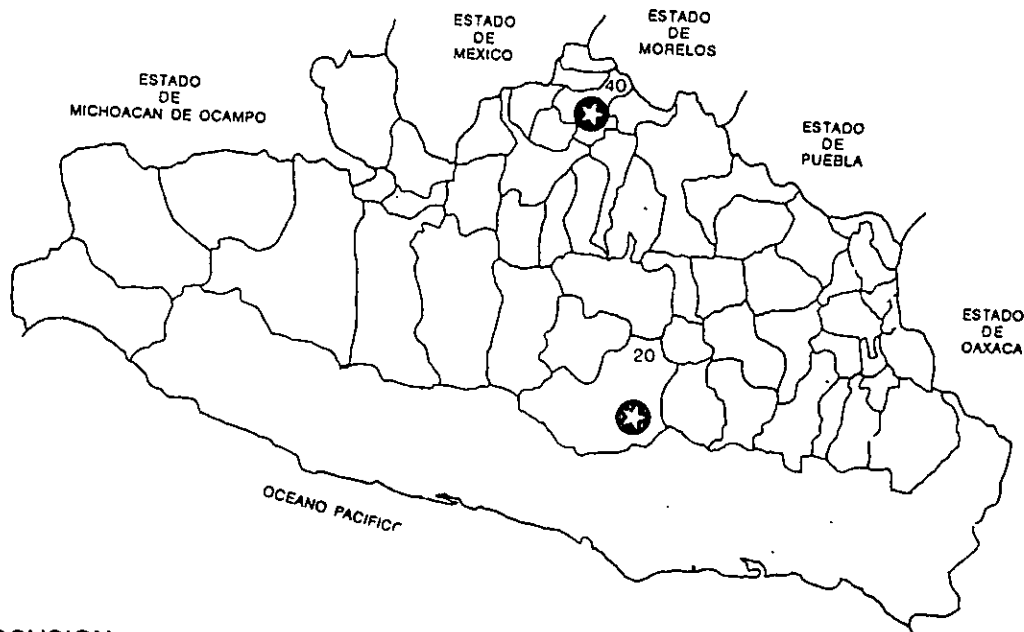 ESTADO
DE
MEXICO
ESTADO
DE
MORELOS
ESTADO
DE
MICHOACAN DE OCAMPO
40
ESTADO
DE
PUEBLA
ESTADO
DE
OAXACA
20
OCEANO